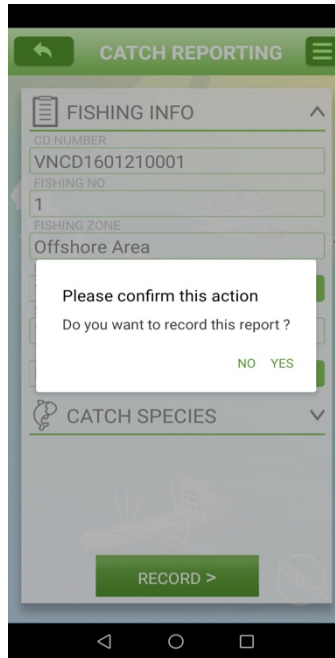 CATCH REPORTING
FISHING INFO
CD NUMBER
VNCD1601210001
FISHING NO
1
FISHING ZONE
Offshore Area
Please confirm this action
Do you want to record this report ?
NO YES
CATCH SPECIES
RECORD >